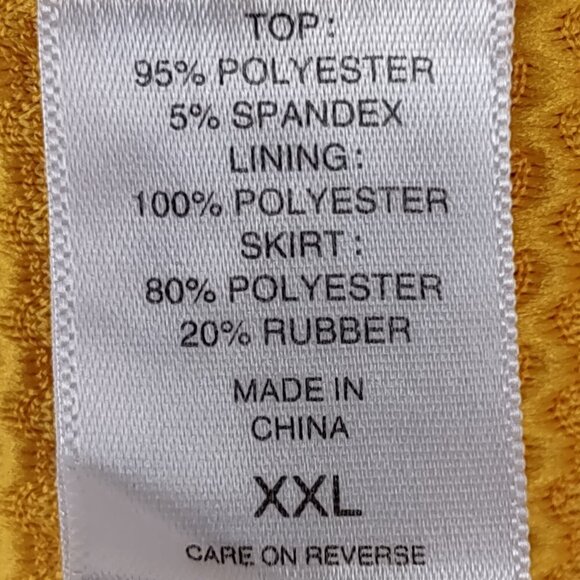 TOP:
95% POLYESTER
5% SPANDEX
LINING:
100% POLYESTER
SKIRT:
80% POLYESTER
20% RUBBER
MADE IN
CHINA
XXL
CARE ON REVERSE